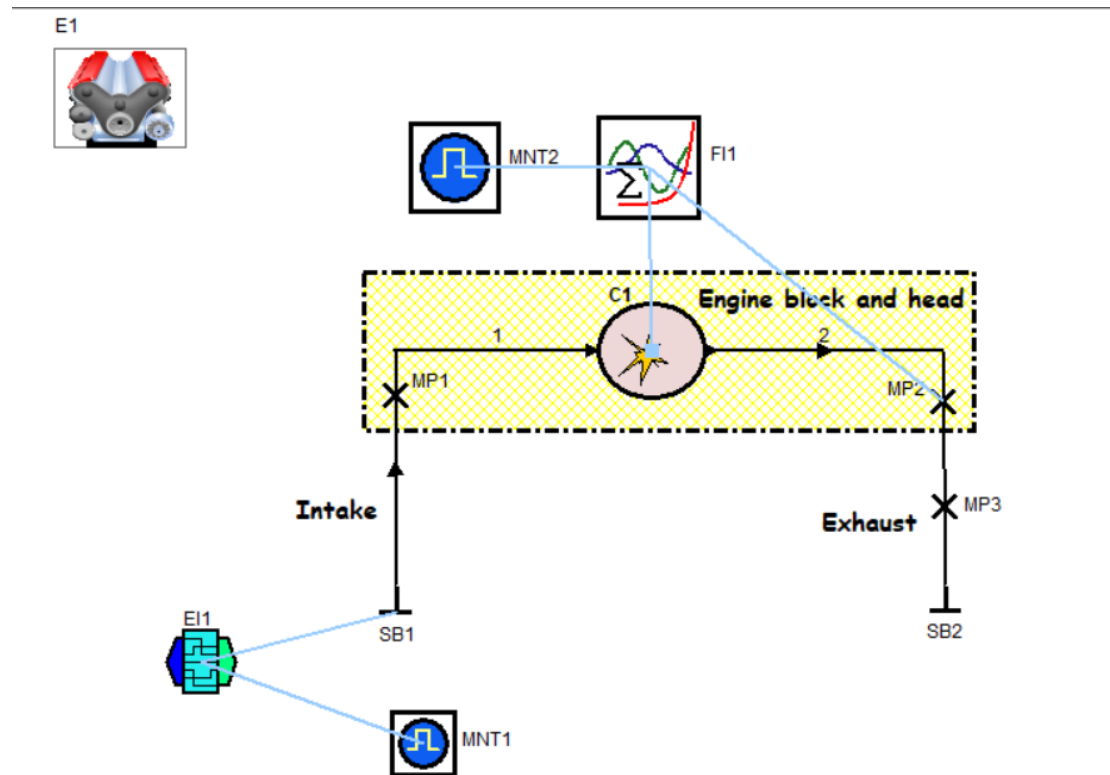 E1
MNT2
FI1
C1
Engine block and head
1
2
MP1
MP2
Intake
Exhaust
MP3
EI1
SB1
SB2
MNT1
Σ